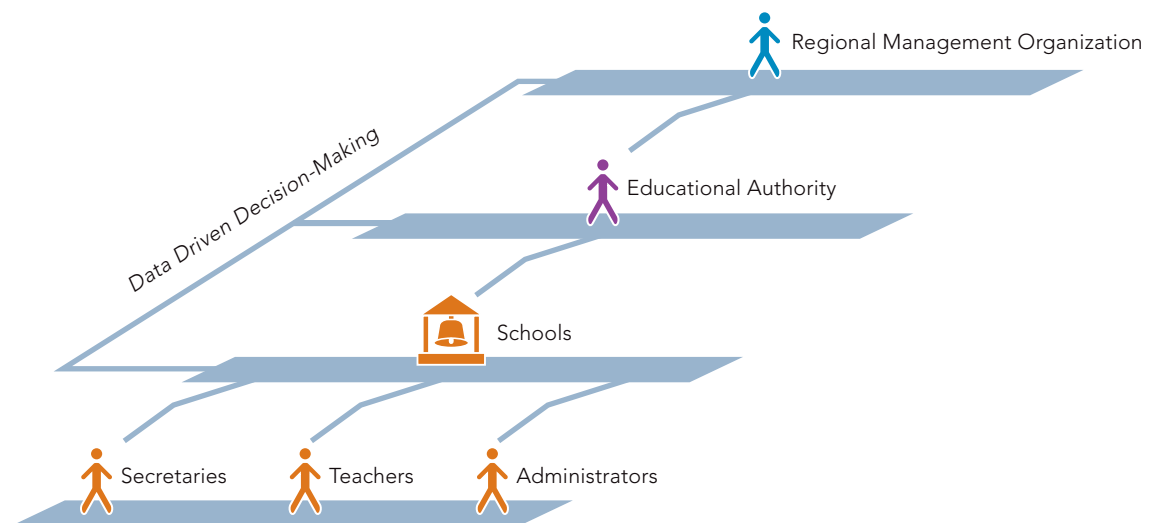 Regional Management Organization
Data Driven Decision-Making
Educational Authority
Schools
Secretaries
Teachers
Administrators